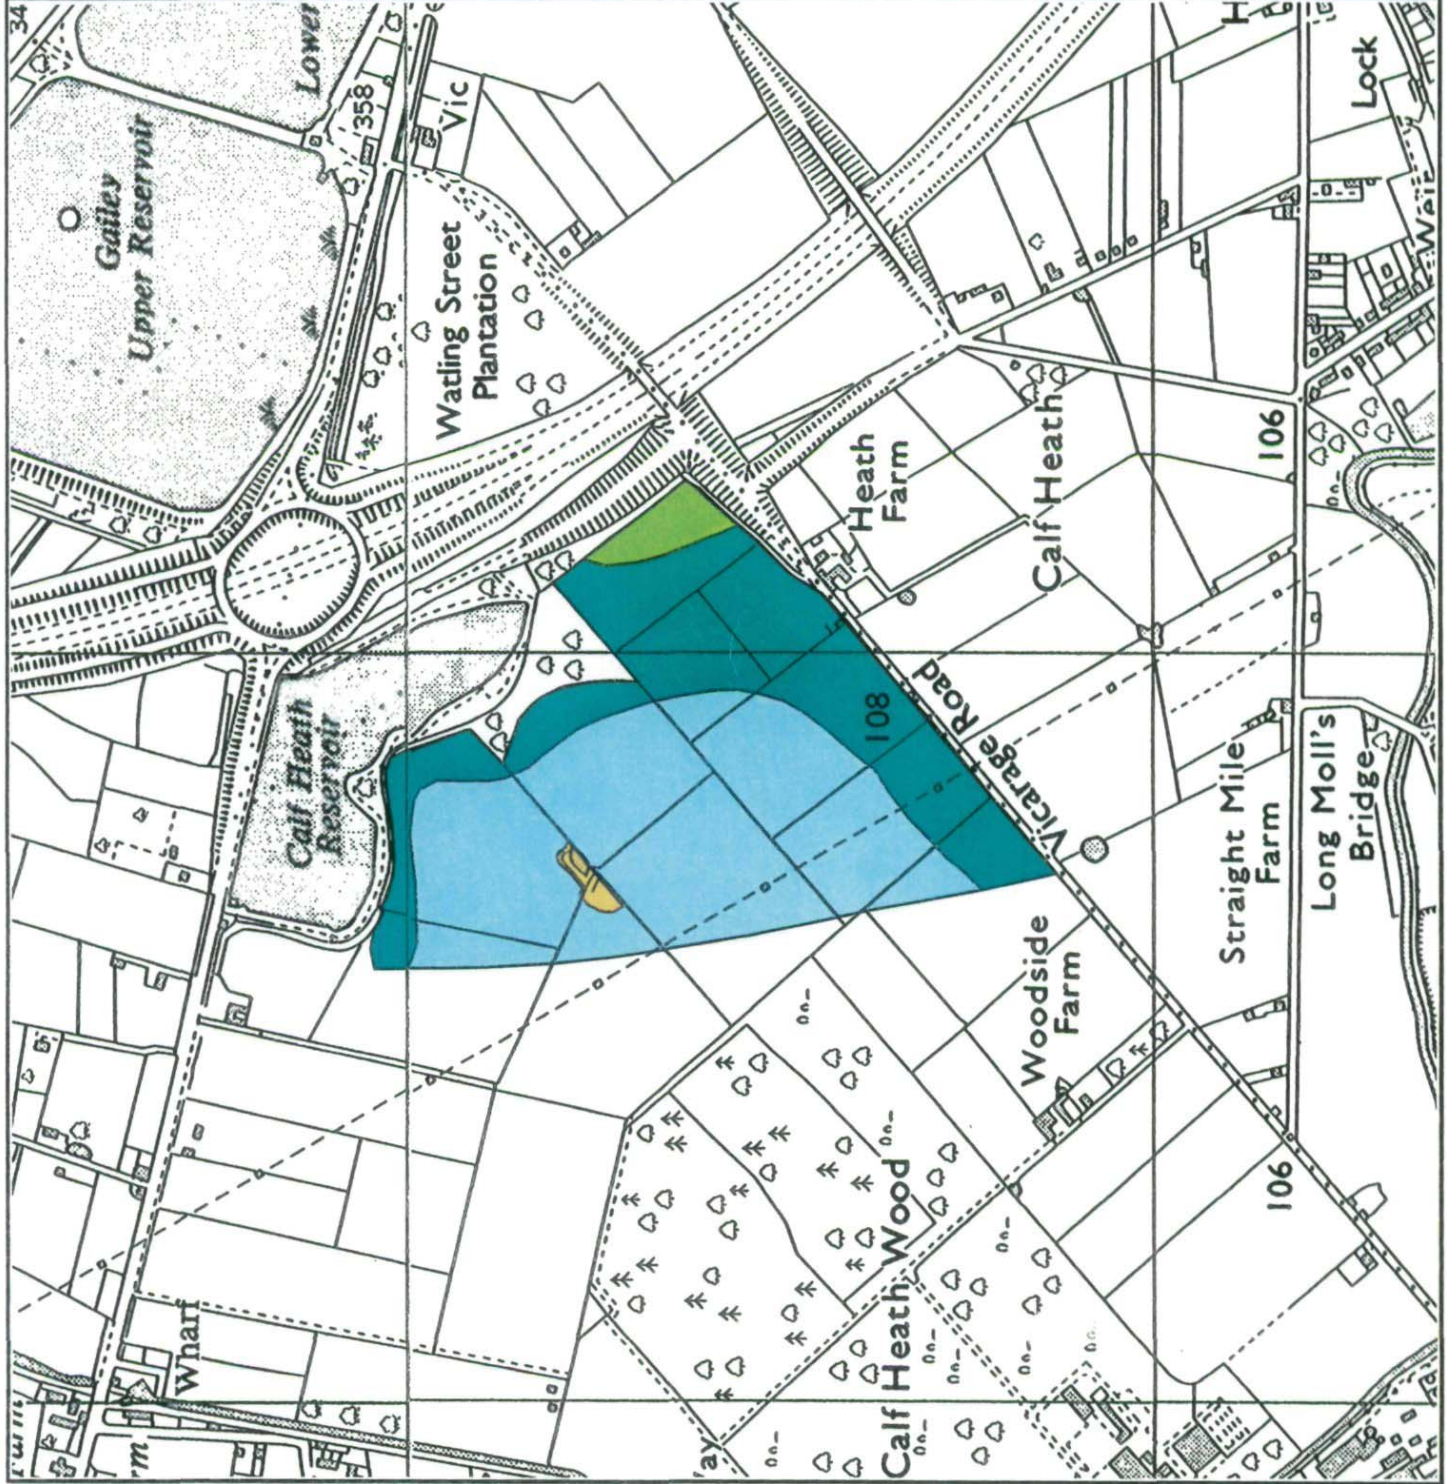 34
Lower
Gailey
Upper Reservoir
358
Vic
Watling Street
Plantation
H
Lock
Weir
Calf Heath
Reservoir
Heath
Farm
Calf Heath
106
108
Vicarage Road
Straight Mile
Farm
Long Moll's
Bridge
Woodside
Farm
Calf Heath Wood
106
Wharf